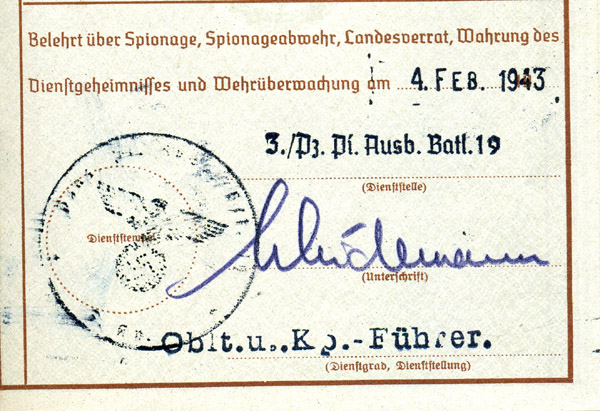 Belehrt über Spionage, Spionageabwehr, Landesverrat, Wahrung des
Dienstgeheimnisses und Wehrüberwachung am 4. FEB. 1943
3./Pz. Pi. Ausb. Batl. 19
(Dienststelle)
Dienststempel
(Unterschrift)
Oblt.u..Kp.-Führer.
(Dienstgrad, Dienststellung)